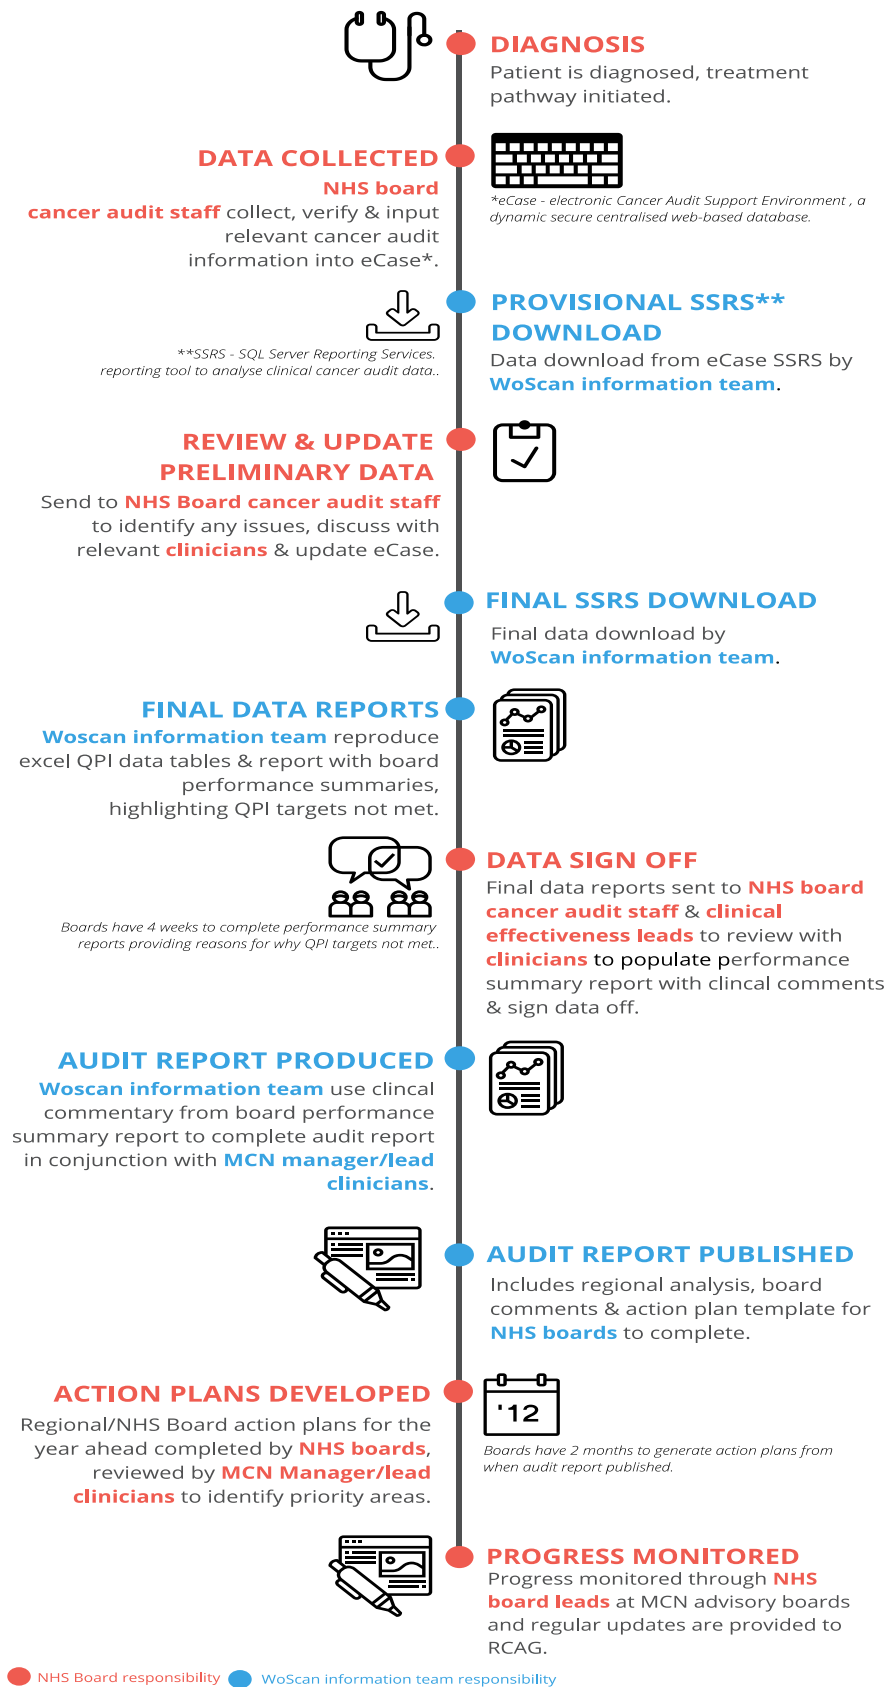 DIAGNOSIS
Patient is diagnosed, treatment
pathway initiated.
DATA COLLECTED
NHS board
cancer audit staff collect, verify & input
relevant cancer audit
information into eCase*.
*eCase - electronic Cancer Audit Support Environment , a
dynamic secure centralised web-based database.
PROVISIONAL SSRS**
DOWNLOAD
Data download from eCase SSRS by
WoScan information team.
**SSRS - SQL Server Reporting Services.
reporting tool to analyse clinical cancer audit data..
REVIEW & UPDATE
PRELIMINARY DATA
Send to NHS Board cancer audit staff
to identify any issues, discuss with
relevant clinicians & update eCase.
FINAL SSRS DOWNLOAD
Final data download by
WoScan information team.
FINAL DATA REPORTS
Woscan information team reproduce
excel QPI data tables & report with board
performance summaries,
highlighting QPI targets not met.
DATA SIGN OFF
Final data reports sent to NHS board
cancer audit staff & clinical
effectiveness leads to review with
clinicians to populate performance
summary report with clincal comments
& sign data off.
Boards have 4 weeks to complete performance summary
reports providing reasons for why QPI targets not met..
AUDIT REPORT PRODUCED
Woscan information team use clincal
commentary from board performance
summary report to complete audit report
in conjunction with MCN manager/lead
clinicians.
AUDIT REPORT PUBLISHED
Includes regional analysis, board
comments & action plan template for
NHS boards to complete.
ACTION PLANS DEVELOPED
Regional/NHS Board action plans for the
year ahead completed by NHS boards,
reviewed by MCN Manager/lead
clinicians to identify priority areas.
'12
Boards have 2 months to generate action plans from
when audit report published.
PROGRESS MONITORED
Progress monitored through NHS
board leads at MCN advisory boards
and regular updates are provided to
RCAG.
NHS Board responsibility
WoScan information team responsibility